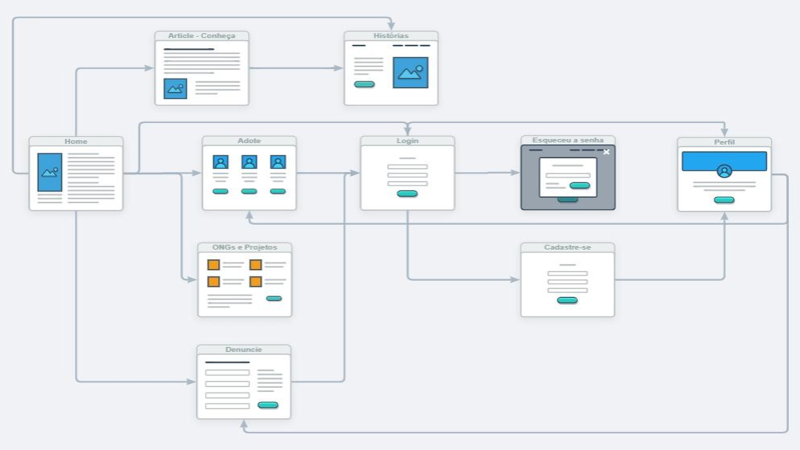 Article - Conheça
Histórias
Home
Adote
Login
Esqueceu a senha
Perfil
ONGs e Projetos
Cadastre-se
Denuncie